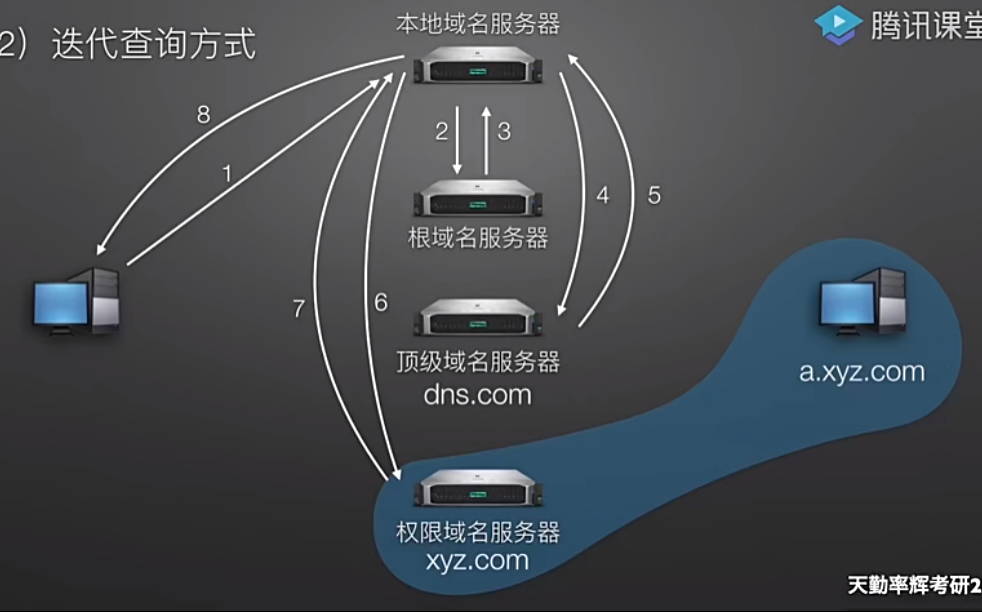 2）迭代查询方式
腾讯课堂
本地域名服务器
8
1
2
3
4
5
根域名服务器
7
6
顶级域名服务器
dns.com
a.xyz.com
权限域名服务器
xyz.com
天勤率辉考研2